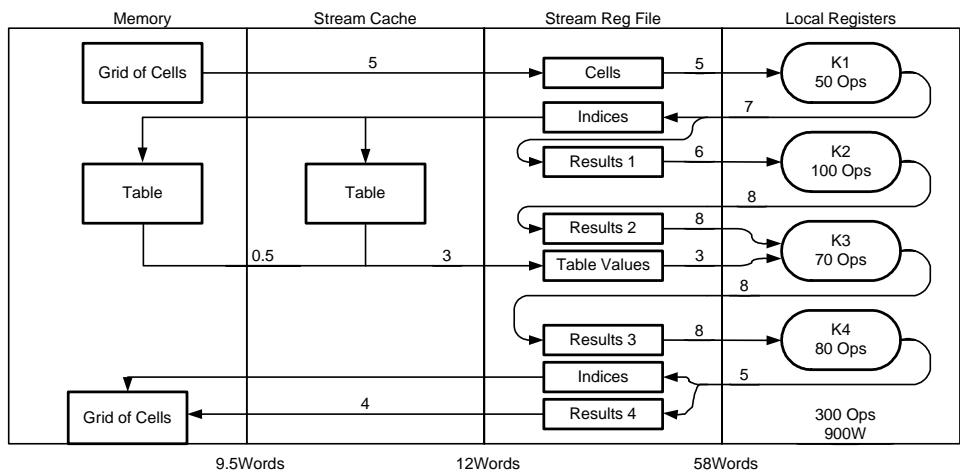 Memory Stream Cache Stream Reg File Local Registers
Grid of Cells 5 Cells 5 K1
50 Ops
Indices 7
Results 1 6 K2
100 Ops
Table Table
8
Results 2 8 K3
70 Ops
0.5 3 Table Values 3
8
Results 3 8 K4
80 Ops
Indices 5
Grid of Cells 4 Results 4
300 Ops
900W
9.5Words 12Words 58Words